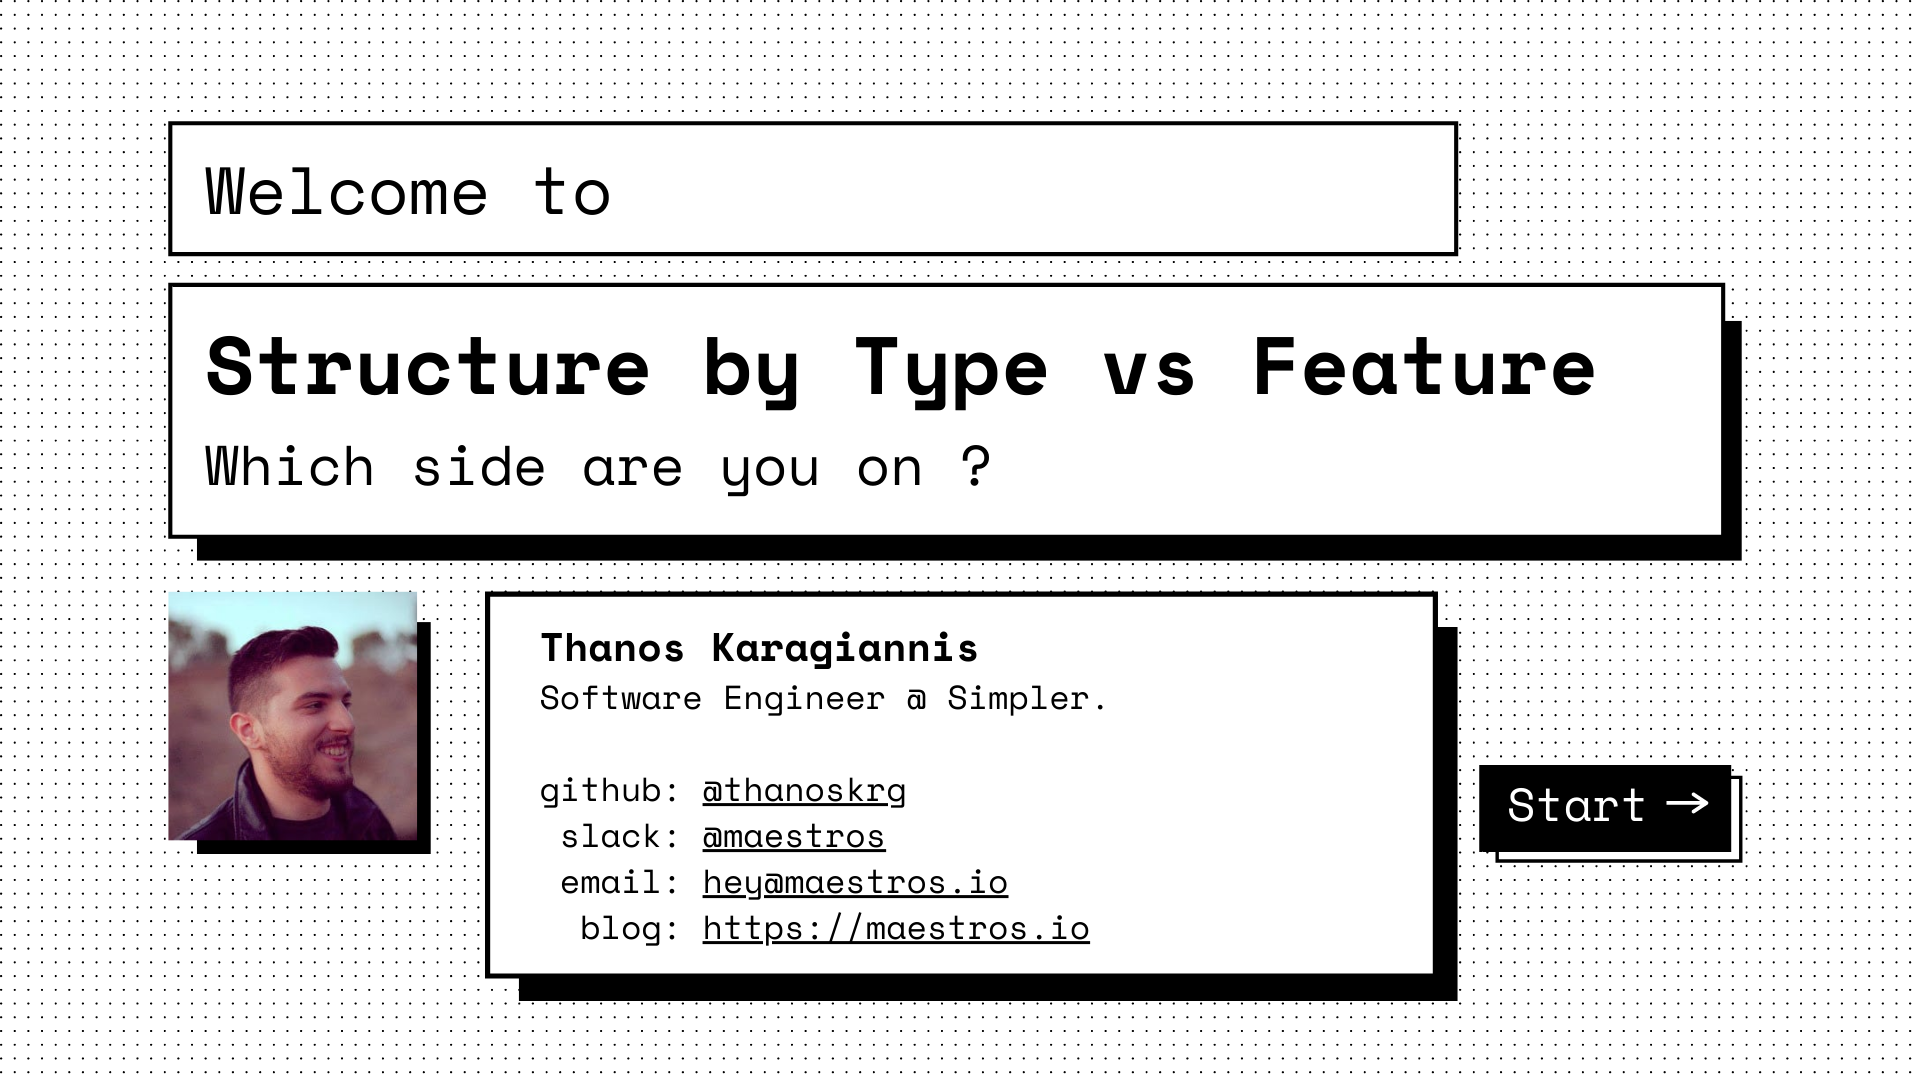 Welcome to
Structure by Type vs Feature
Which side are you on ?
Thanos Karagiannis
Software Engineer @ Simpler.
github: @thanoskrg
slack: @maestros
email: hey@maestros.io
blog: https://maestros.io
Start →